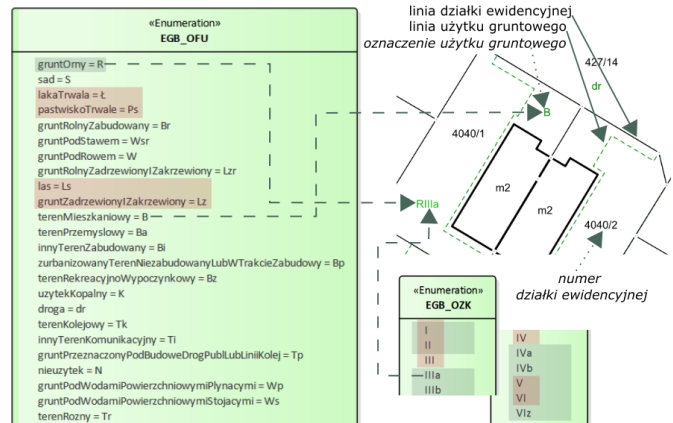 «Enumeration»
EGB_OFU
gruntOrny = R
sad = S
lakaTrwala = Ł
pastwiskoTrwale = Ps
gruntRolnyZabudowany = Br
gruntPodStawem = Wsr
gruntPodRowem = W
gruntRolnyZadrzewionyIZakrzewiony = Lzr
las = Ls
gruntZadrzewionyIZakrzewiony = Lz
terenMieszkaniowy = B
terenPrzemyslowy = Ba
innyTerenZabudowany = Bi
zurbanizowanyTerenNiezabudowanyLubWTrakcieZabudowy = Bp
terenRekreacyjnoWypoczynkowy = Bz
uzytekKopalny = K
droga = dr
terenKolejowy = Tk
innyTerenKomunikacyjny = Ti
gruntPrzeznaczonyPodBudoweDrogPublLubLiniiKolej = Tp
nieuzytek = N
gruntPodWodamiPowierzchniowymiPlynacymi = Wp
gruntPodWodamiPowierzchniowymiStojacymi = Ws
terenRozny = Tr
linia działki ewidencyjnej
linia użytku gruntowego
oznaczenie użytku gruntowego
427/14
dr
B
4040/1
m2
m2
RIIIa
4040/2
numer
działki ewidencyjnej
«Enumeration»
EGB_OZK
I
II
III
IIIa
IIIb
IV
IVa
IVb
V
VI
VIz